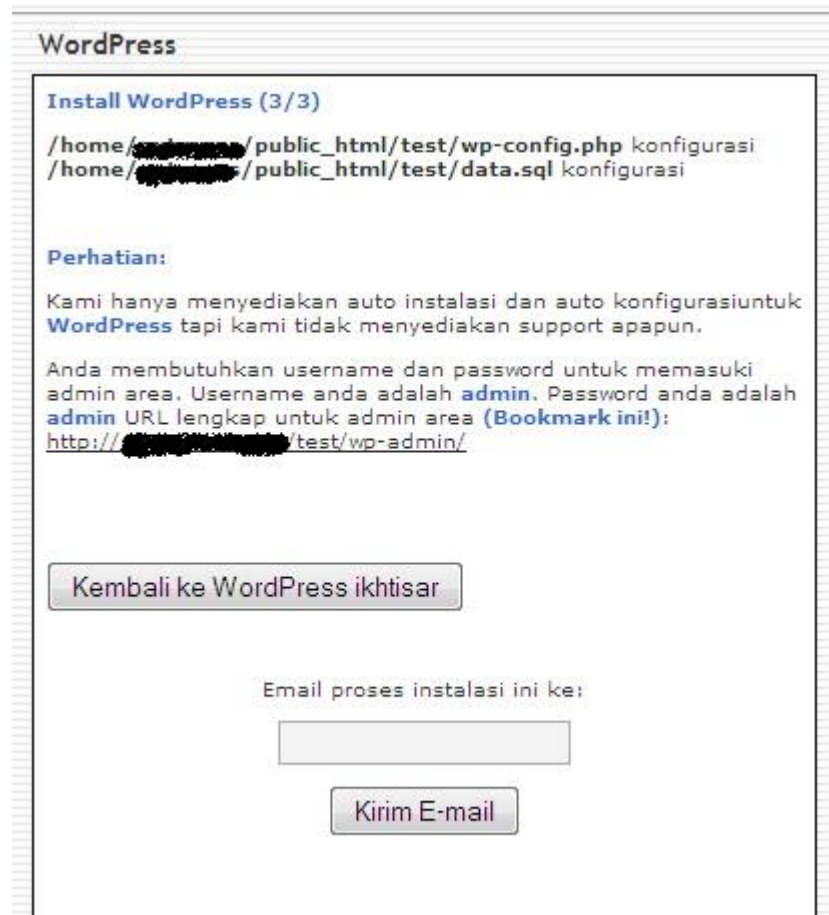 WordPress
Install WordPress (3/3)
/home/ /public_html/test/wp-config.php konfigurasi
/home/ /public_html/test/data.sql konfigurasi
Perhatian:
Kami hanya menyediakan auto instalasi dan auto konfigurasiuntuk
WordPress tapi kami tidak menyediakan support apapun.
Anda membutuhkan username dan password untuk memasuki
admin area. Username anda adalah admin. Password anda adalah
admin URL lengkap untuk admin area (Bookmark ini!):
http:// /test/wp-admin/
Kembali ke WordPress ikhtisar
Email proses instalasi ini ke:
Kirim E-mail